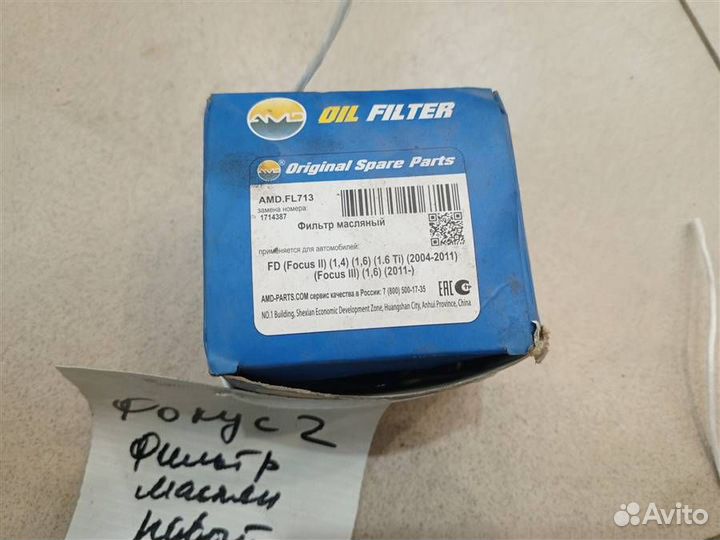 AMD OIL FILTER
AMD ® Original Spare Parts
AMD.FL713
замена номера:
1714387
Фильтр масляный
применяется для автомобилей:
FD (Focus II) (1,4) (1,6) (1.6 Ti) (2004-2011)
(Focus III) (1,6) (2011-)
AMD-PARTS.COM сервис качества в России: 7 (800) 500-17-35
NO.1 Building, Shexian Economic Development Zone, Huangshan City, Anhui Province, China
EAC
Фокус 2
Фильтр
маслян
Avito